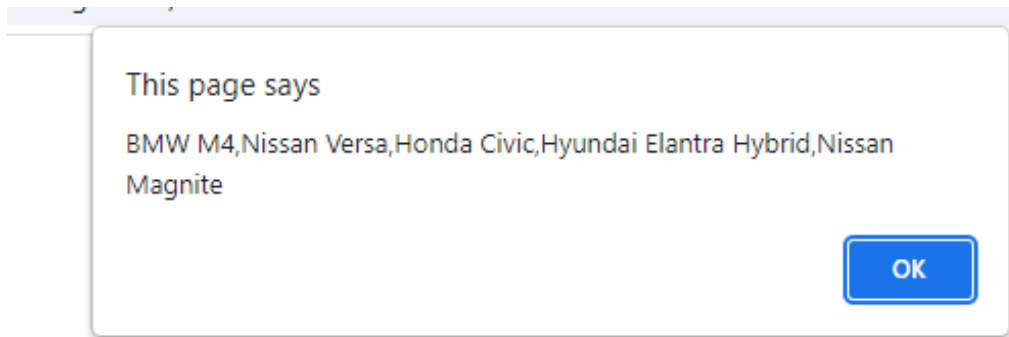 This page says
BMW M4,Nissan Versa,Honda Civic,Hyundai Elantra Hybrid,Nissan
Magnite
OK